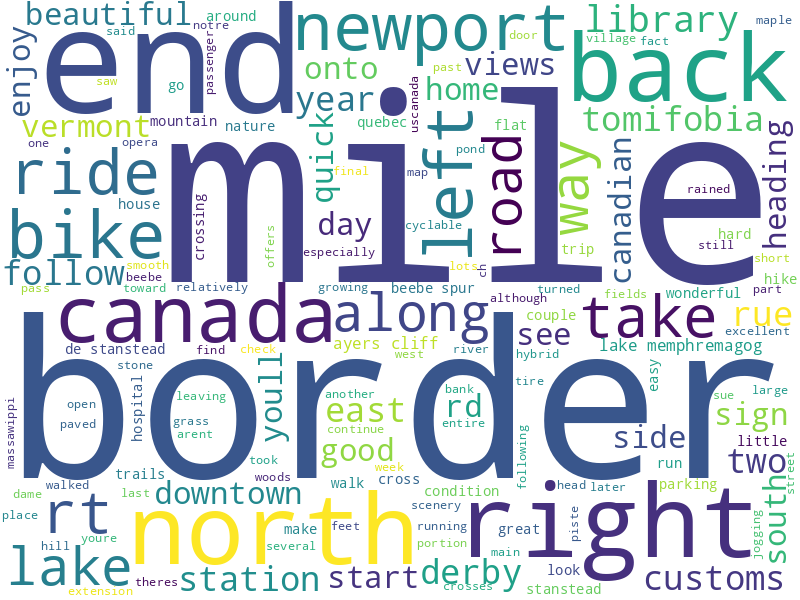 beautiful
said
around
notre
maple
enjoy
end
passenger
newport
door
library
village
fact
saw
go
onto
past
views
back
year
home
uscanada
vermont
mountain
nature
quebec
flat
tomifobia
one
opera
quick
left
pond
road
way
canadian
heading
ride
house
crossing
final
map
mile
rained
bike
day
cyclable
hard
still
offers
especially
trip
follow
smooth
beebe
lots
ch
short
pass
toward
relatively
growing
beebe spur
turned
fields
wonderful
hike
part
canada
along
although
couple
see
take
rue
excellent
de stanstead
find
check
ayers cliff
west
river
hybrid
lake memphremagog
stone
hospital
border
youll
another
bank
tire
easy
sue
large
massawippi
open
leaving
east
rd
entire
sign
paved
grass
arent
continue
good
following
side
little
trails
took
week
cross
run
two
walked
woods
walk
condition
head
later
parking
south
street
dame
last
downtown
place
rt
north
make
feet
scenery
running
great
right
piste
jogging
hill
youre
several
portion
main
look
lake
theres
station
start
derby
crosses
stanstead
customs
extension